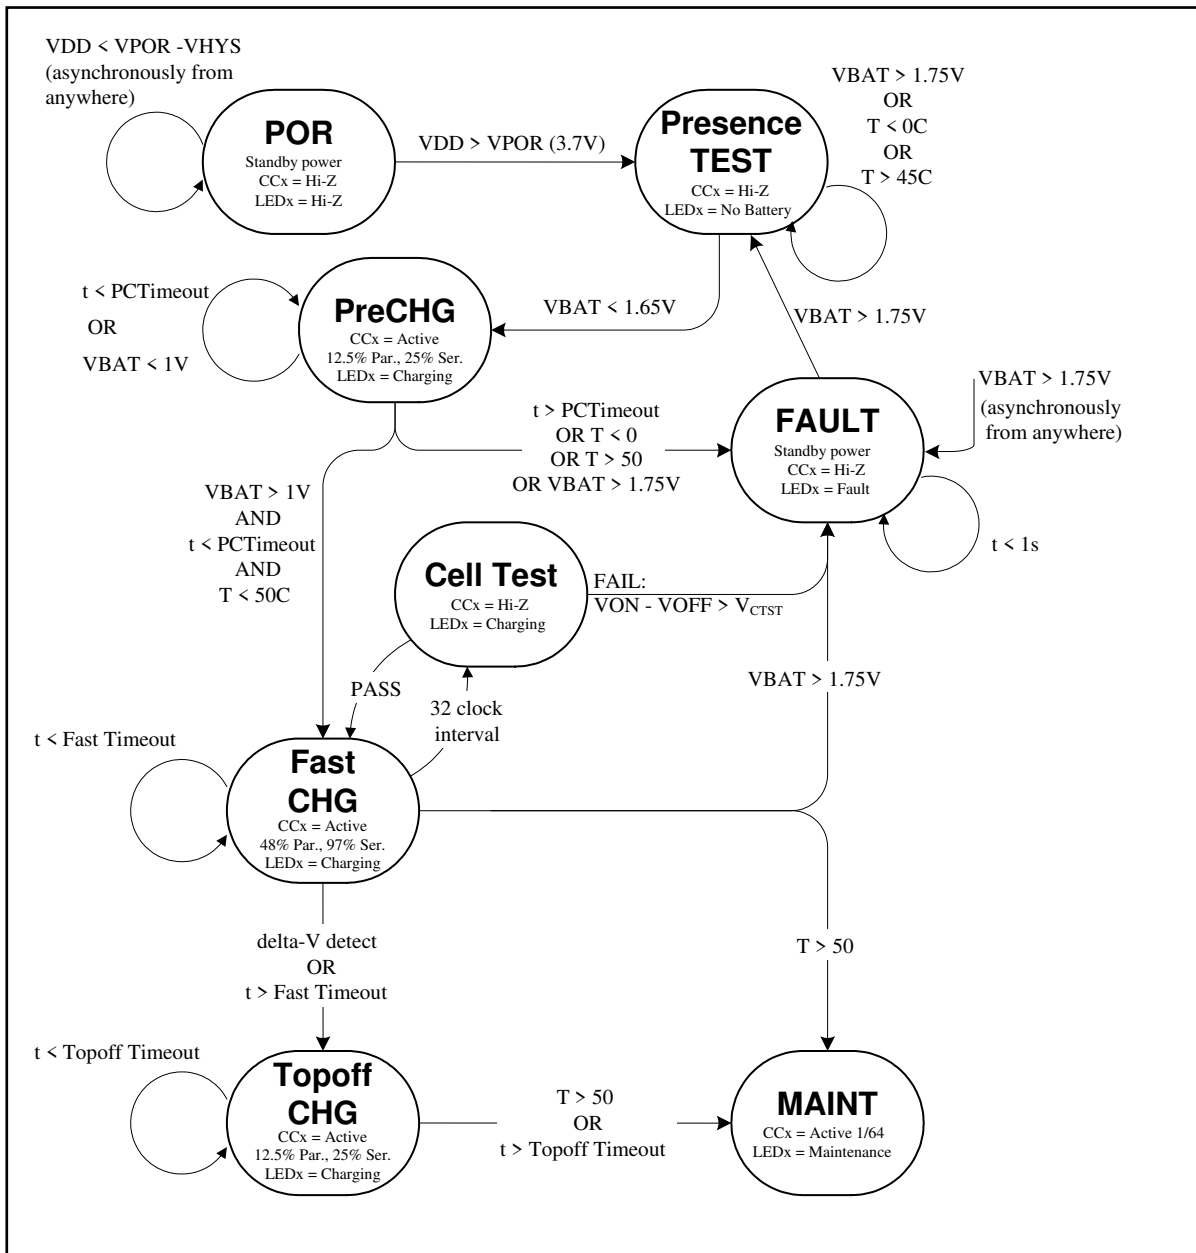 VDD < VPOR -VHYS
(asynchronously from
anywhere)
POR
Standby power
CCx = Hi-Z
LEDx = Hi-Z
VDD > VPOR (3.7V)
Presence
TEST
CCx = Hi-Z
LEDx = No Battery
VBAT > 1.75V
OR
T < 0C
OR
T > 45C
t < PCTimeout
OR
VBAT < 1V
PreCHG
CCx = Active
12.5% Par., 25% Ser.
LEDx = Charging
VBAT < 1.65V
VBAT > 1.75V
t > PCTimeout
OR T < 0
OR T > 50
OR VBAT > 1.75V
FAULT
Standby power
CCx = Hi-Z
LEDx = Fault
VBAT > 1.75V
(asynchronously
from anywhere)
t < 1s
VBAT > 1V
AND
t < PCTimeout
AND
T < 50C
Cell Test
CCx = Hi-Z
LEDx = Charging
FAIL:
VON - VOFF > VCTST
PASS
32 clock
interval
VBAT > 1.75V
t < Fast Timeout
Fast
CHG
CCx = Active
48% Par., 97% Ser.
LEDx = Charging
delta-V detect
OR
t > Fast Timeout
T > 50
t < Topoff Timeout
Topoff
CHG
CCx = Active
12.5% Par., 25% Ser.
LEDx = Charging
T > 50
OR
t > Topoff Timeout
MAINT
CCx = Active 1/64
LEDx = Maintenance